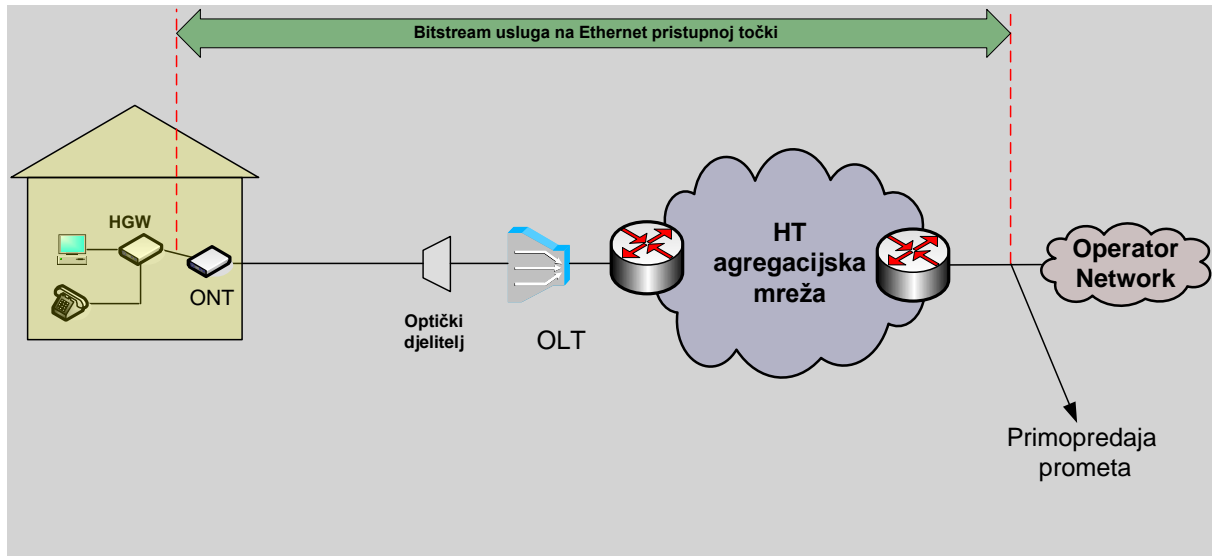 Bitstream usluga na Ethernet pristupnoj točki
HGW
ONT
Optički
djelitelj
OLT
HT
agregacijska
mreža
Operator
Network
Primopredaja
prometa